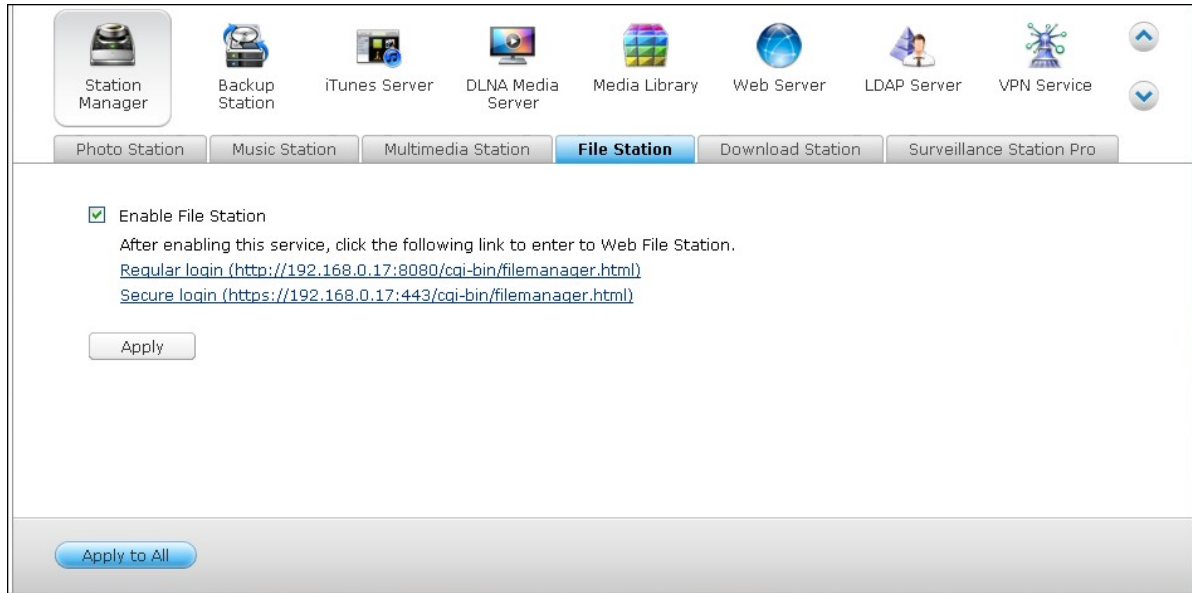 Station Manager
Backup Station
iTunes Server
DLNA Media Server
Media Library
Web Server
LDAP Server
VPN Service
Photo Station
Music Station
Multimedia Station
File Station
Download Station
Surveillance Station Pro
Enable File Station
After enabling this service, click the following link to enter to Web File Station.
Regular login (http://192.168.0.17:8080/cgi-bin/filemanager.html)
Secure login (https://192.168.0.17:443/cgi-bin/filemanager.html)
Apply
Apply to All